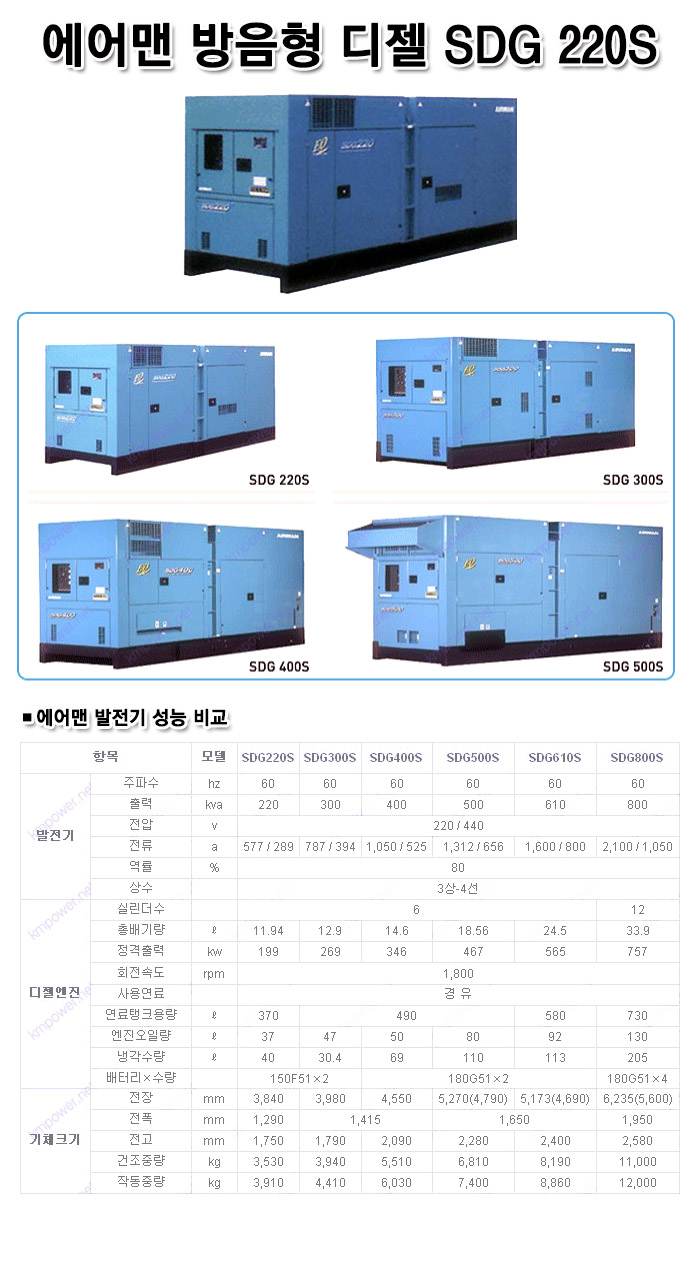 에어맨 방음형 디젤 SDG 220S
AIRMAN
SDG220
SDG220
SDG 220S
SDG300
SDG 300S
SDG400
SDG400
SDG 400S
SDG500
SDG 500S
■ 에어맨 발전기 성능 비교
항목 모델 SDG220S SDG300S SDG400S SDG500S SDG610S SDG800S
발전기 주파수 hz 60 60 60 60 60 60
출력 kva 220 300 400 500 610 800
전압 v 220 / 440
전류 a 577 / 289 787 / 394 1,050 / 525 1,312 / 656 1,600 / 800 2,100 / 1,050
역률 % 80
상수 3상-4선
디젤엔진 실린더수 6 12
총배기량 ℓ 11.94 12.9 14.6 18.56 24.5 33.9
정격출력 kw 199 269 346 467 565 757
회전속도 rpm 1,800
사용연료 경 유
연료탱크용량 ℓ 370 490 580 730
엔진오일량 ℓ 37 47 50 80 92 130
냉각수량 ℓ 40 30.4 69 110 113 205
배터리×수량 150F51×2 180G51×2 180G51×4
기체크기 전장 mm 3,840 3,980 4,550 5,270(4,790) 5,173(4,690) 6,235(5,600)
전폭 mm 1,290 1,415 1,650 1,950
전고 mm 1,750 1,790 2,090 2,280 2,400 2,580
건조중량 kg 3,530 3,940 5,510 6,810 8,190 11,000
작동중량 kg 3,910 4,410 6,030 7,400 8,860 12,000
kmpower.net